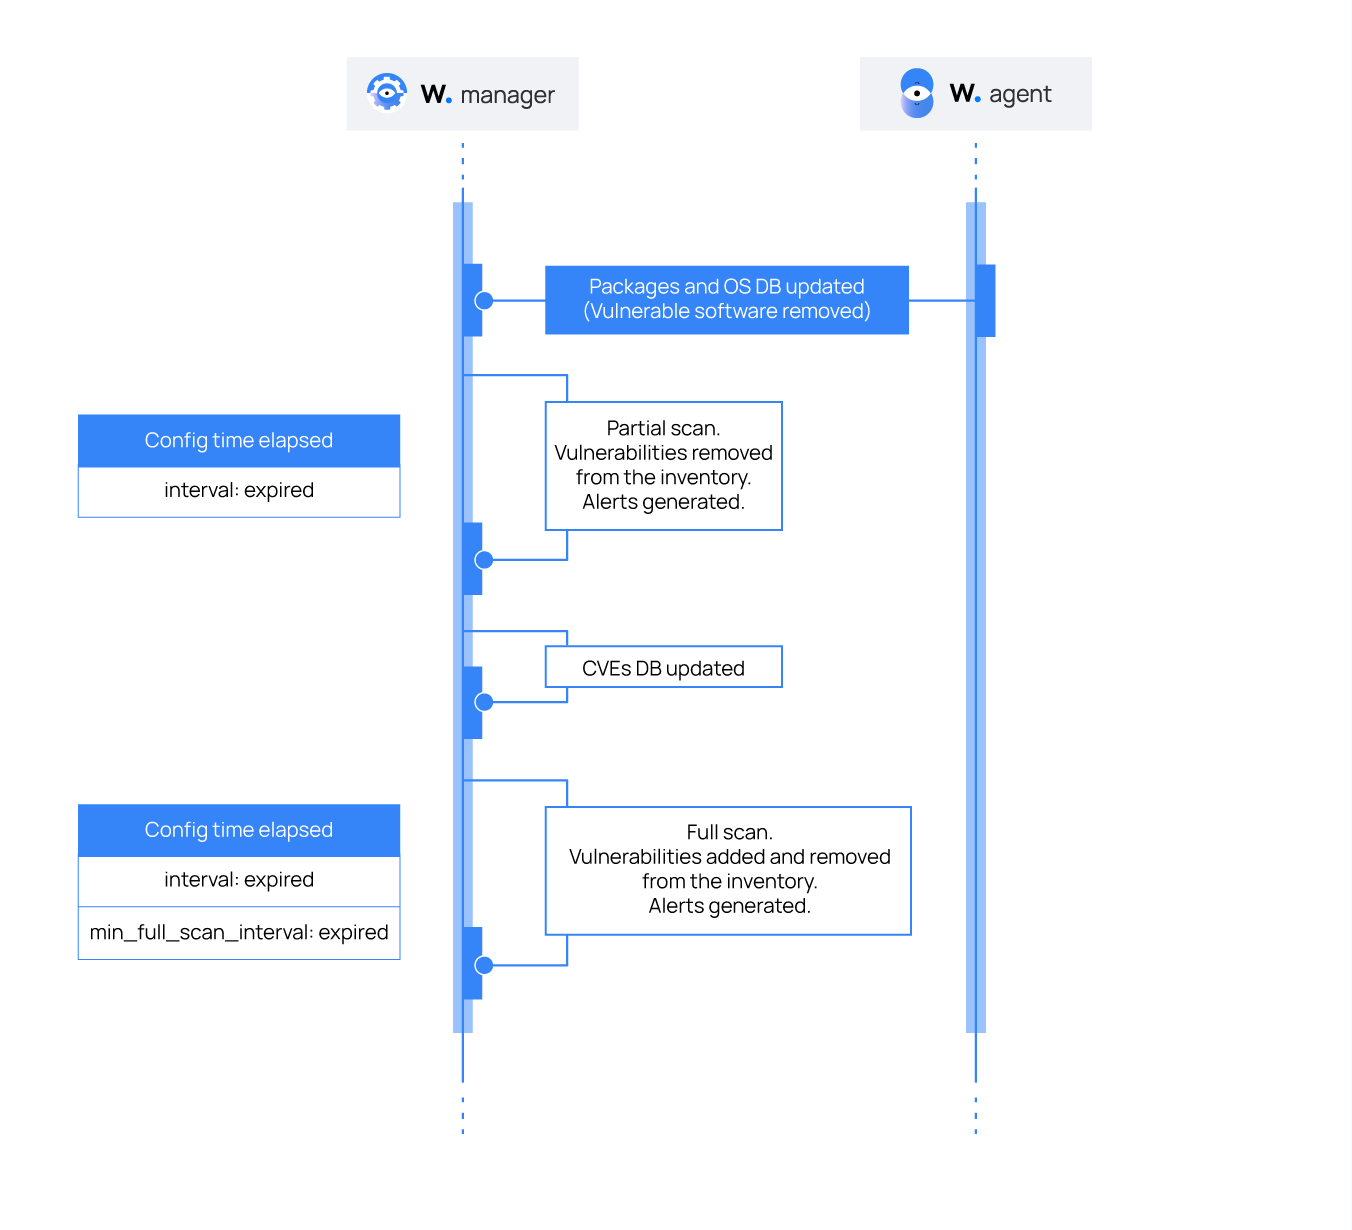 W. manager
W. agent
Packages and OS DB updated
(Vulnerable software removed)
Config time elapsed
interval: expired
Partial scan.
Vulnerabilities removed
from the inventory.
Alerts generated.
CVEs DB updated
Config time elapsed
interval: expired
min_full_scan_interval: expired
Full scan.
Vulnerabilities added and removed
from the inventory.
Alerts generated.